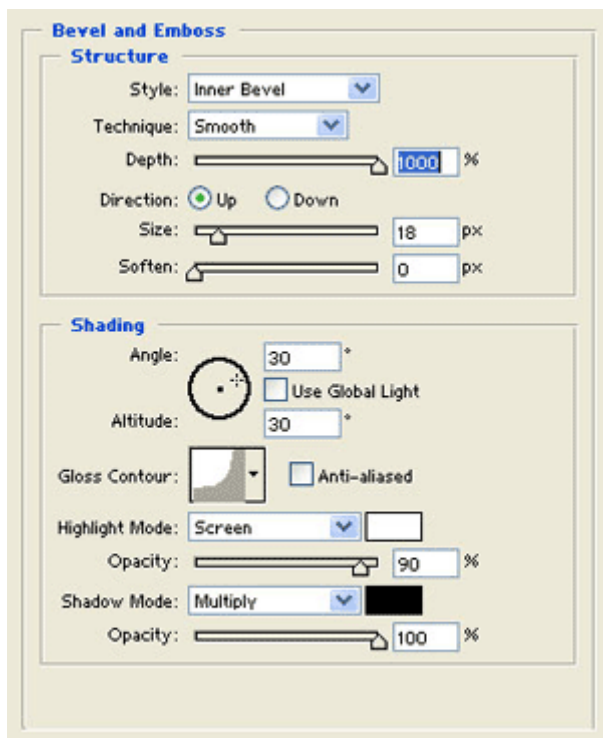 Bevel and Emboss
Structure
Style: Inner Bevel
Technique: Smooth
Depth: 1000 %
Direction: Up Down
Size: 18 px
Soften: 0 px
Shading
Angle: 30 °
Use Global Light
Altitude: 30 °
Gloss Contour: Anti-aliased
Highlight Mode: Screen
Opacity: 90 %
Shadow Mode: Multiply
Opacity: 100 %